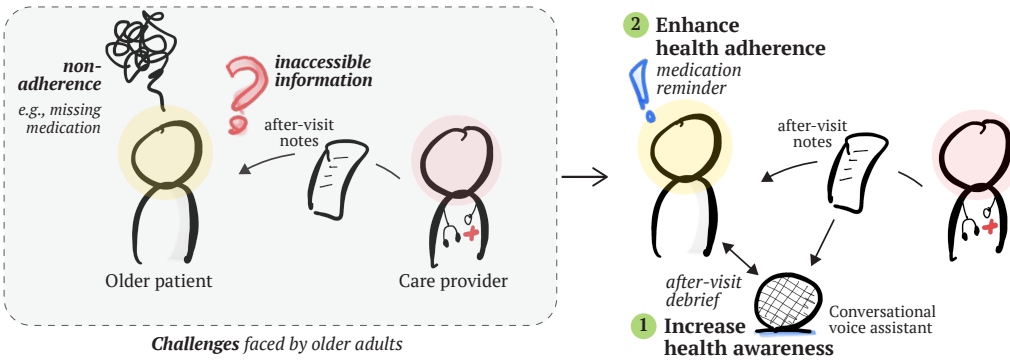 non-
adherence
e.g., missing
medication
inaccessible
information
after-visit
notes
Older patient
Care provider
Challenges faced by older adults
2 Enhance
health adherence
medication
reminder
after-visit
notes
after-visit
debrief
Conversational
voice assistant
1 Increase
health awareness